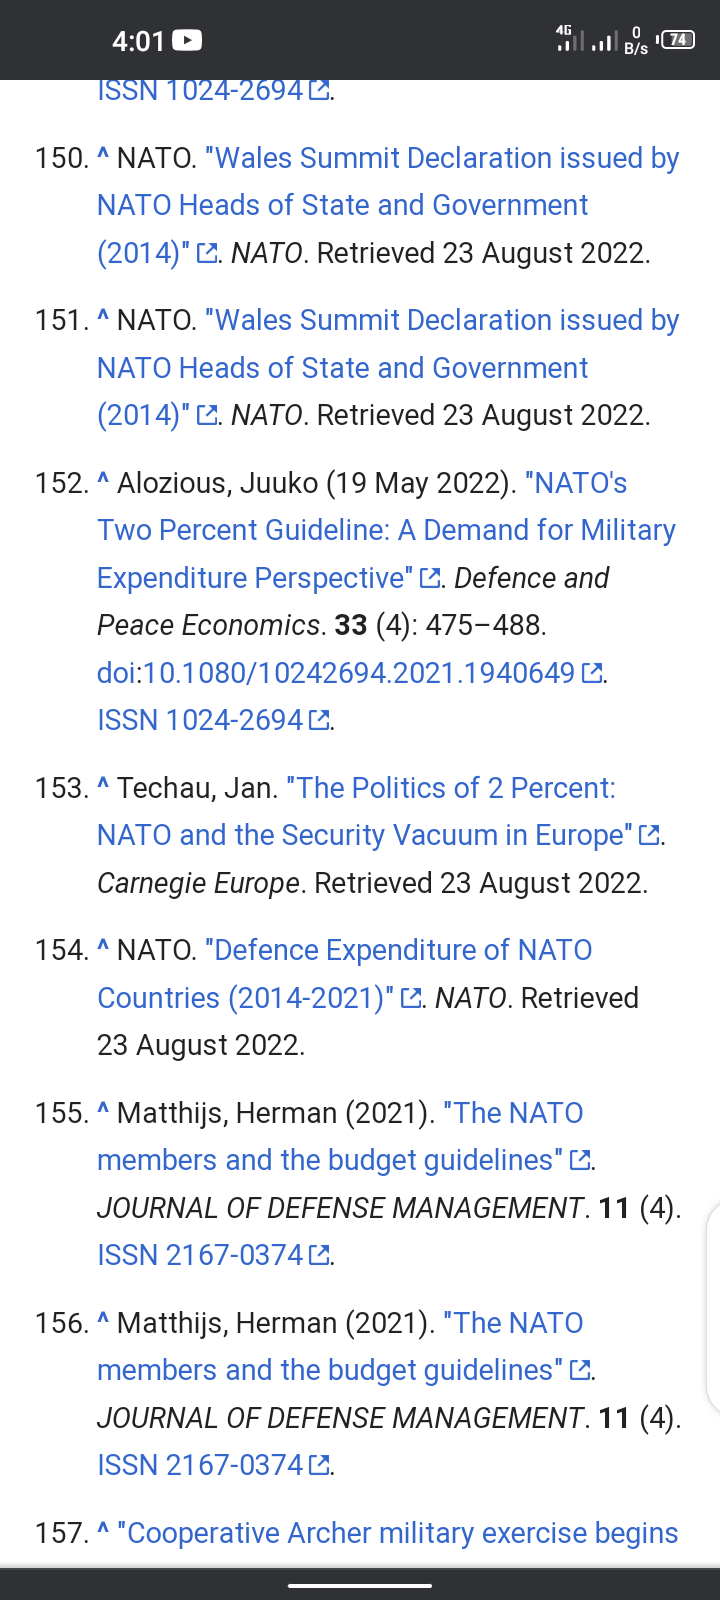 4:01
4G
0
B/s
74
ISSN 1024-2694.
150. ^ NATO. "Wales Summit Declaration issued by
NATO Heads of State and Government
(2014)". NATO. Retrieved 23 August 2022.
151. ^ NATO. "Wales Summit Declaration issued by
NATO Heads of State and Government
(2014)". NATO. Retrieved 23 August 2022.
152. ^ Alozious, Juuko (19 May 2022). "NATO's
Two Percent Guideline: A Demand for Military
Expenditure Perspective". Defence and
Peace Economics. 33 (4): 475–488.
doi:10.1080/10242694.2021.1940649.
ISSN 1024-2694.
153. ^ Techau, Jan. "The Politics of 2 Percent:
NATO and the Security Vacuum in Europe".
Carnegie Europe. Retrieved 23 August 2022.
154. ^ NATO. "Defence Expenditure of NATO
Countries (2014-2021)". NATO. Retrieved
23 August 2022.
155. ^ Matthijs, Herman (2021). "The NATO
members and the budget guidelines".
JOURNAL OF DEFENSE MANAGEMENT. 11 (4).
ISSN 2167-0374.
156. ^ Matthijs, Herman (2021). "The NATO
members and the budget guidelines".
JOURNAL OF DEFENSE MANAGEMENT. 11 (4).
ISSN 2167-0374.
157. ^ "Cooperative Archer military exercise begins